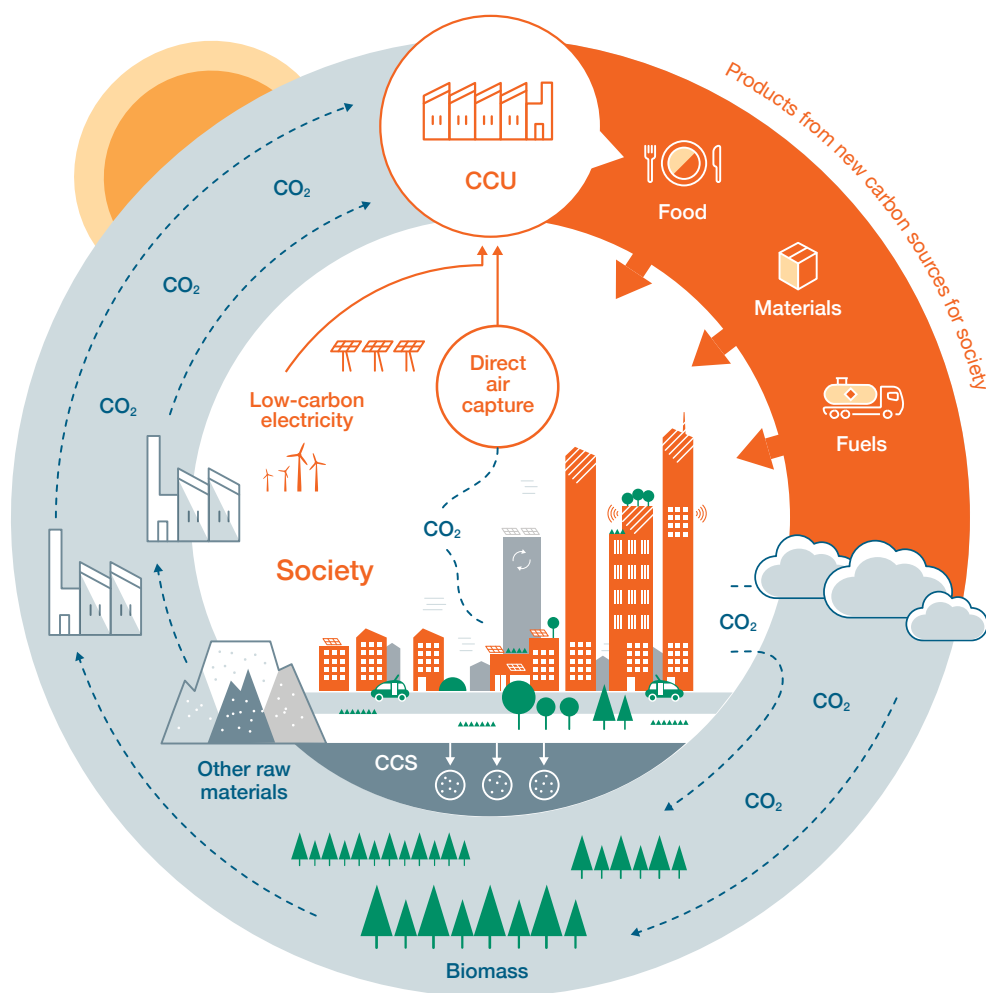 CCU
Products from new carbon sources for society
Food
Materials
Fuels
CO₂
CO₂
CO₂
Low-carbon
electricity
Direct
air
capture
CO₂
Society
CO₂
CO₂
CO₂
Other raw
materials
CCS
Biomass